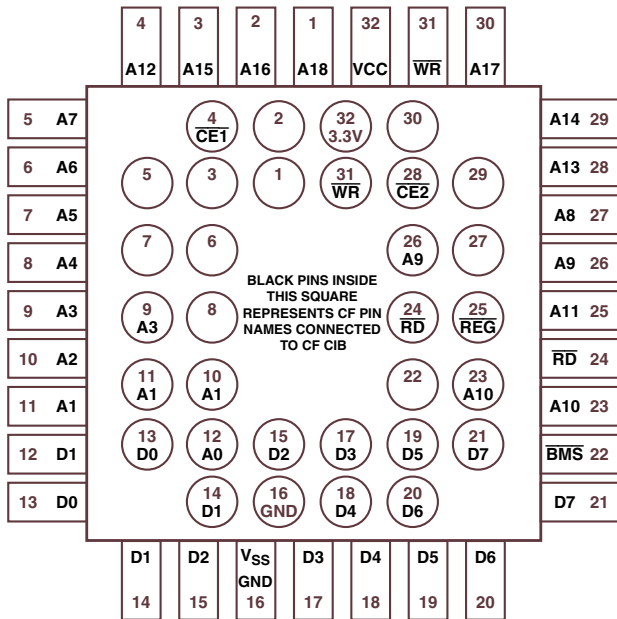 4 3 2 1 32 31 30
A12 A15 A16 A18 VCC WR A17
5 A7
6 A6
7 A5
8 A4
9 A3
10 A2
11 A1
12 D1
13 D0
4 2 32 30
CE1 3.3V
5 3 1 31 28 29
WR CE2
7 6 26 27
A9
BLACK PINS INSIDE
THIS SQUARE
REPRESENTS CF PIN
NAMES CONNECTED
TO CF CIB
9 8 24 25
A3 RD REG
11 10 22 23
A1 A1 A10
13 12 15 17 19 21
D0 A0 D2 D3 D5 D7
14 16 18 20
D1 GND D4 D6
A14 29
A13 28
A8 27
A9 26
A11 25
RD 24
A10 23
BMS 22
D7 21
D1 D2 VSS D3 D4 D5 D6
GND
14 15 16 17 18 19 20